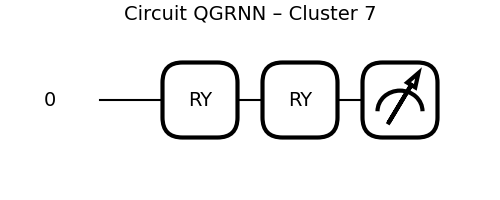 Circuit QGRNN – Cluster 7
0 RY RY